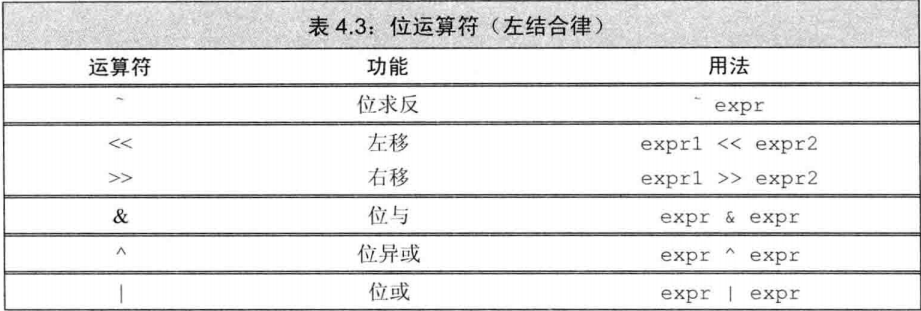 表 4.3：位运算符（左结合律）
运算符 功能 用法
~ 位求反 ~ expr
<< 左移 expr1 << expr2
>> 右移 expr1 >> expr2
& 位与 expr & expr
^ 位异或 expr ^ expr
| 位或 expr | expr